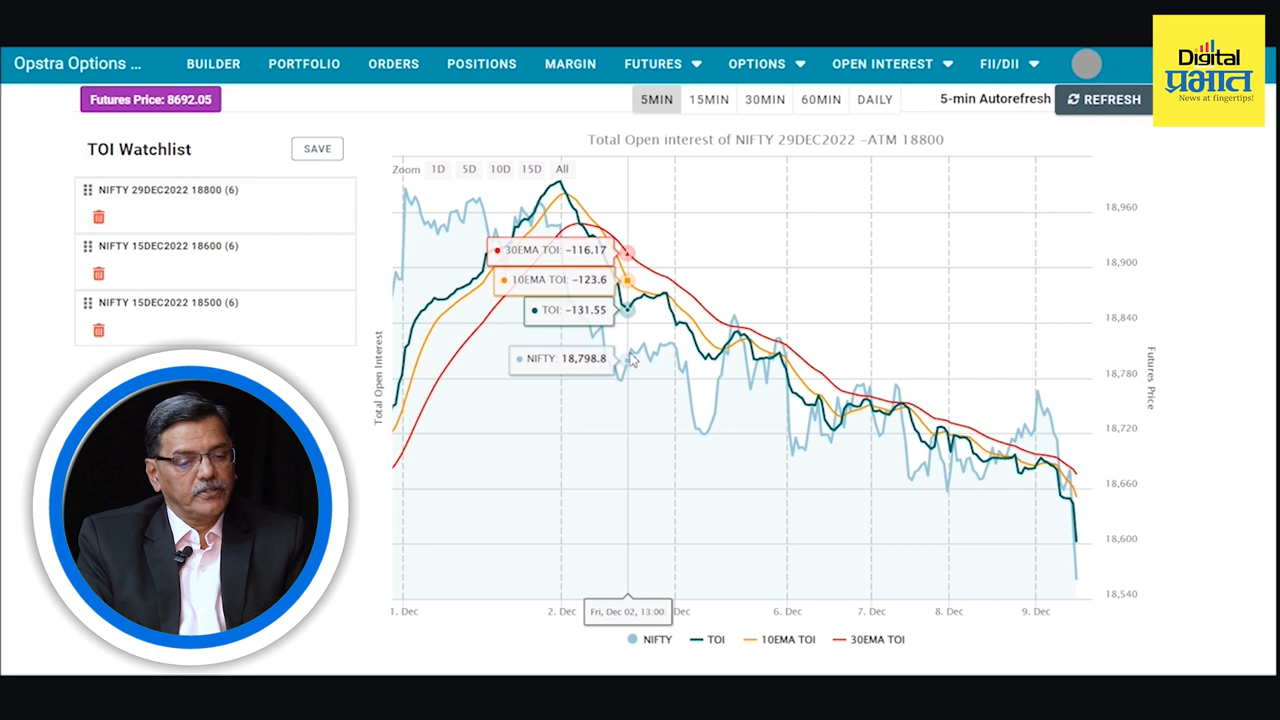 Opstra Options ...
BUILDER
PORTFOLIO
ORDERS
POSITIONS
MARGIN
FUTURES
OPTIONS
OPEN INTEREST
FII/DII
Digital
प्रभात
News at fingertips!
Futures Price: 8692.05
5MIN
15MIN
30MIN
60MIN
DAILY
5-min Autorefresh
REFRESH
TOI Watchlist
SAVE
NIFTY 29DEC2022 18800 (6)
NIFTY 15DEC2022 18600 (6)
NIFTY 15DEC2022 18500 (6)
Total Open interest of NIFTY 29DEC2022 -ATM 18800
Zoom
1D
5D
10D
15D
All
30EMA TOI: -116.17
10EMA TOI: -123.6
TOI: -131.55
NIFTY: 18,798.8
Total Open Interest
18,960
18,900
18,840
18,780
18,720
18,660
18,600
18,540
Futures Price
1. Dec
2. Dec
Fri, Dec 02, 13:00
Dec
6. Dec
7. Dec
8. Dec
9. Dec
NIFTY
TOI
10EMA TOI
30EMA TOI